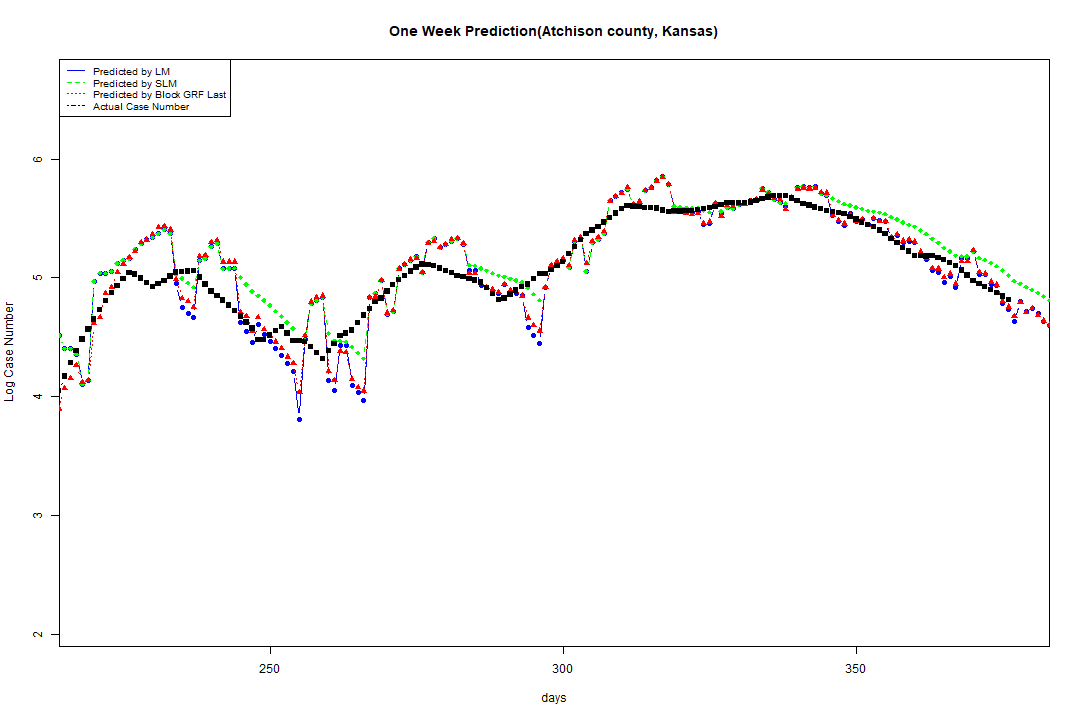 One Week Prediction(Atchison county, Kansas)
Predicted by LM
Predicted by SLM
Predicted by Block GRF Last
Actual Case Number
6
5
4
3
2
Log Case Number
250 300 350
days